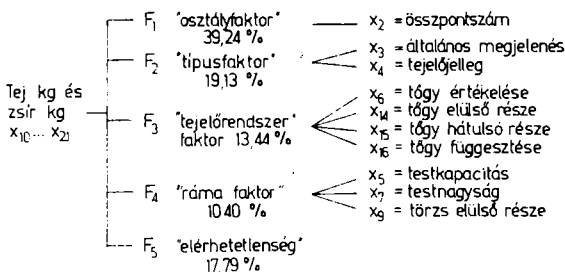 Tej kg és
zsír kg
x10... x21
F1 "osztályfaktor"
39,24 %
x2 = összpontszám
F2 "típusfaktor"
19,13 %
x3 = általános megjelenés
x4 = tejelőjelleg
F3 "tejelőrendszer"
faktor 13,44 %
x6 = tőgy értékelése
x14 = tőgy elülső része
x15 = tőgy hátulsó része
x16 = tőgy függesztése
F4 "ráma faktor"
10.40 %
x5 = testkapacitás
x7 = testnagyság
x9 = törzs elülső része
F5 "elérhetetlenség"
17.79 %